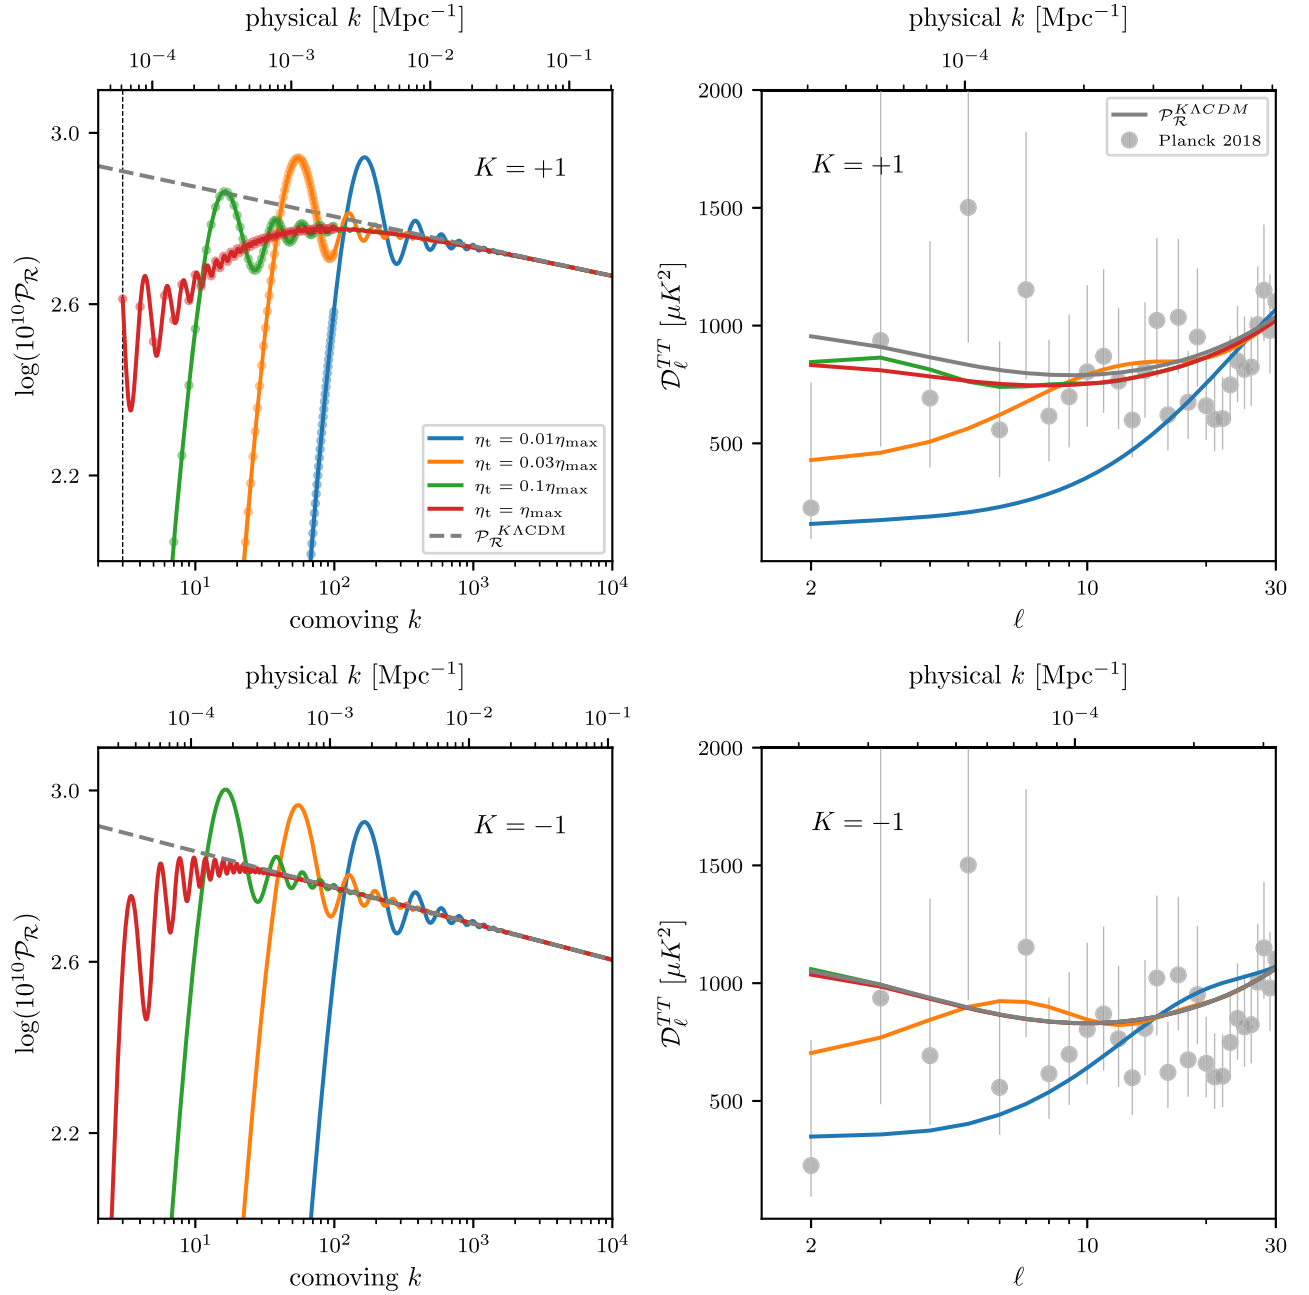 physical k [Mpc⁻¹]
10⁻⁴ 10⁻³ 10⁻² 10⁻¹
3.0
2.6
2.2
log(10¹⁰𝒫_ℛ)
K = +1
η_t = 0.01η_max
η_t = 0.03η_max
η_t = 0.1η_max
η_t = η_max
𝒫_ℛ^KΛCDM
10¹ 10² 10³ 10⁴
comoving k
physical k [Mpc⁻¹]
10⁻⁴
2000
1500
1000
500
𝒟_ℓ^TT [μK²]
K = +1
𝒫_ℛ^KΛCDM
Planck 2018
2 10 30
ℓ
physical k [Mpc⁻¹]
10⁻⁴ 10⁻³ 10⁻² 10⁻¹
3.0
2.6
2.2
log(10¹⁰𝒫_ℛ)
K = −1
10¹ 10² 10³ 10⁴
comoving k
physical k [Mpc⁻¹]
10⁻⁴
2000
1500
1000
500
𝒟_ℓ^TT [μK²]
K = −1
2 10 30
ℓ